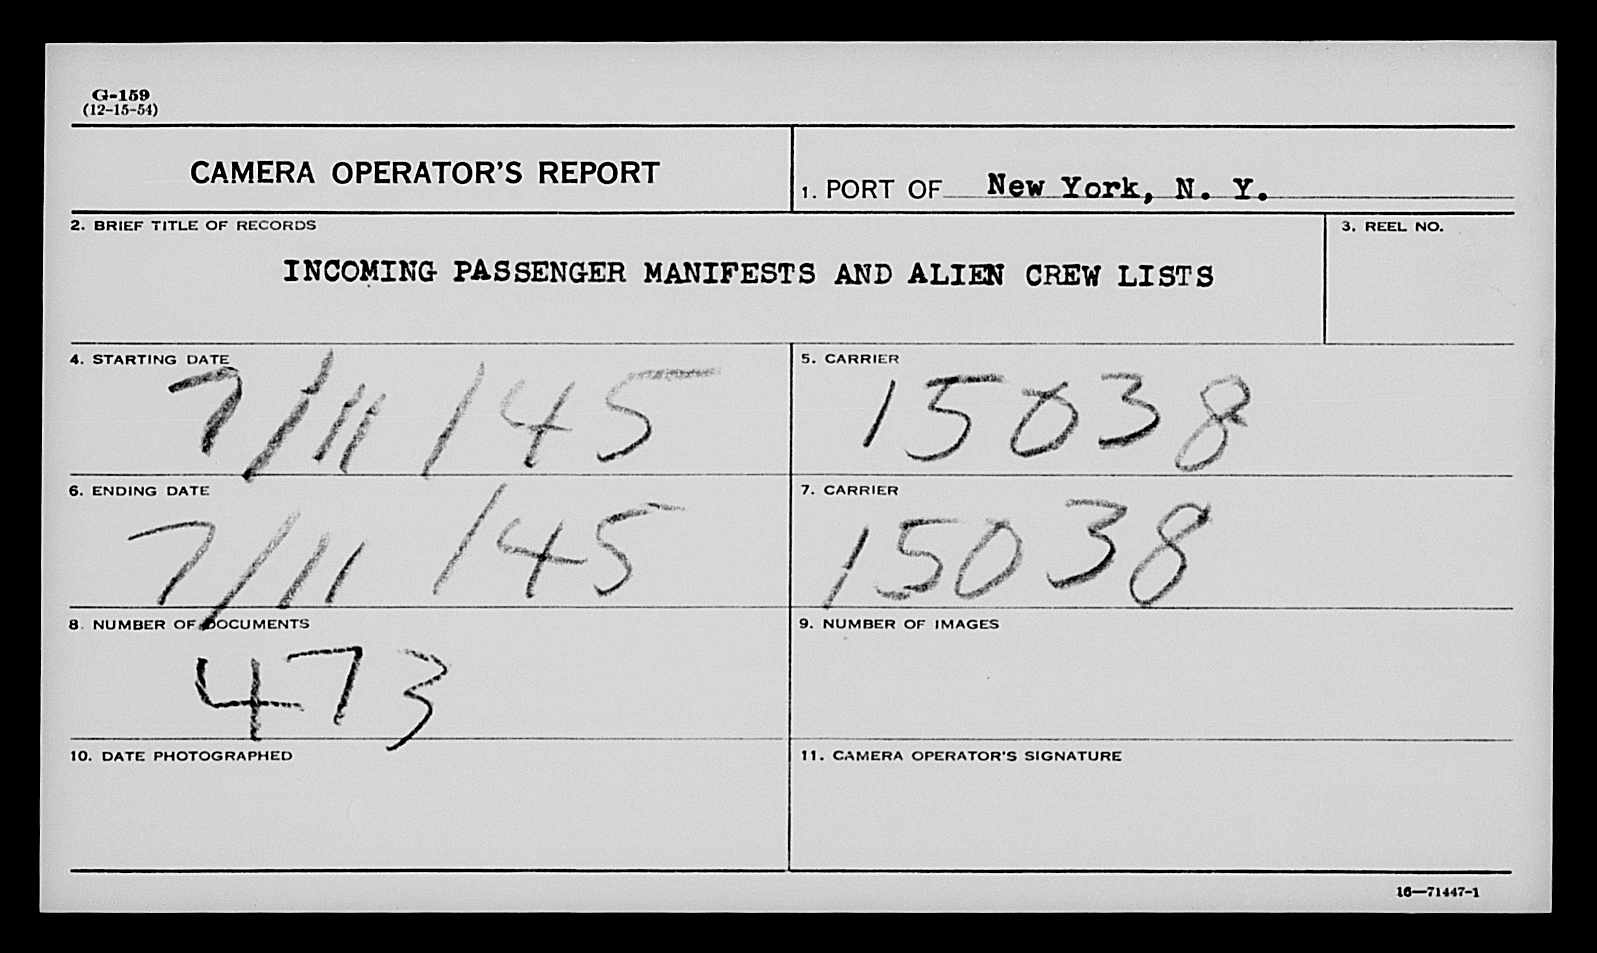 G-159
(12-15-54)
CAMERA OPERATOR'S REPORT
1. PORT OF New York, N. Y.
2. BRIEF TITLE OF RECORDS
3. REEL NO.
INCOMING PASSENGER MANIFESTS AND ALIEN CREW LISTS
4. STARTING DATE
7/11/45
5. CARRIER
15038
6. ENDING DATE
7/11/45
7. CARRIER
15038
8. NUMBER OF DOCUMENTS
473
9. NUMBER OF IMAGES
10. DATE PHOTOGRAPHED
11. CAMERA OPERATOR'S SIGNATURE
16—71447-1